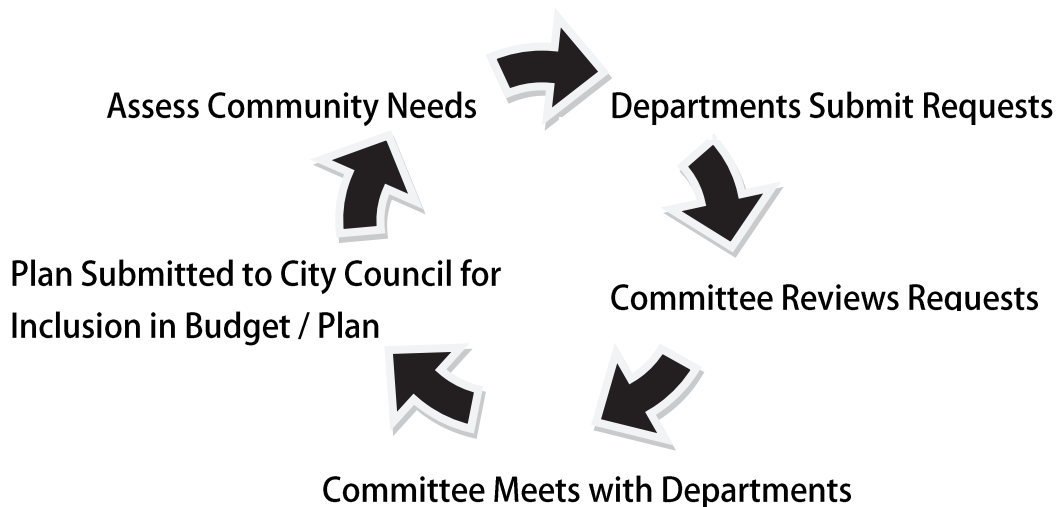 Assess Community Needs
Departments Submit Requests
Committee Reviews Requests
Committee Meets with Departments
Plan Submitted to City Council for
Inclusion in Budget / Plan